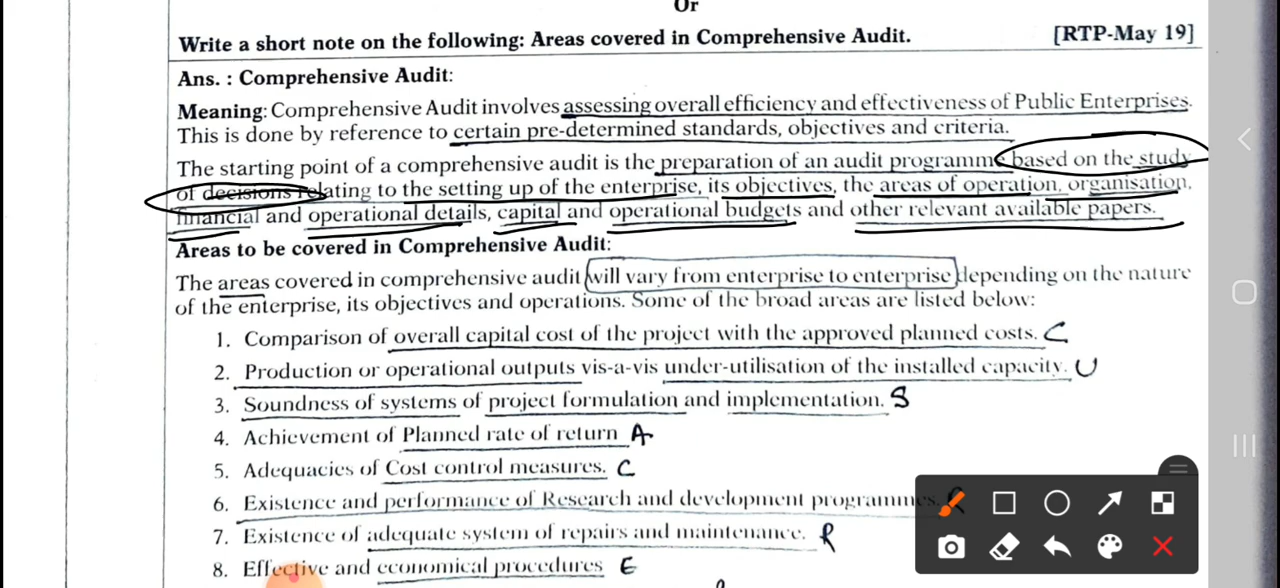 Or
Write a short note on the following: Areas covered in Comprehensive Audit. [RTP-May 19]
Ans. : Comprehensive Audit:
Meaning: Comprehensive Audit involves assessing overall efficiency and effectiveness of Public Enterprises.
This is done by reference to certain pre-determined standards, objectives and criteria.
The starting point of a comprehensive audit is the preparation of an audit programme based on the study
of decisions relating to the setting up of the enterprise, its objectives, the areas of operation, organisation,
financial and operational details, capital and operational budgets and other relevant available papers.
Areas to be covered in Comprehensive Audit:
The areas covered in comprehensive audit will vary from enterprise to enterprise depending on the nature
of the enterprise, its objectives and operations. Some of the broad areas are listed below:
1. Comparison of overall capital cost of the project with the approved planned costs. C
2. Production or operational outputs vis-a-vis under-utilisation of the installed capacity. U
3. Soundness of systems of project formulation and implementation. S
4. Achievement of Planned rate of return A
5. Adequacies of Cost control measures. C
6. Existence and performance of Research and development programmes.
7. Existence of adequate system of repairs and maintenance. R
8. Effective and economical procedures E